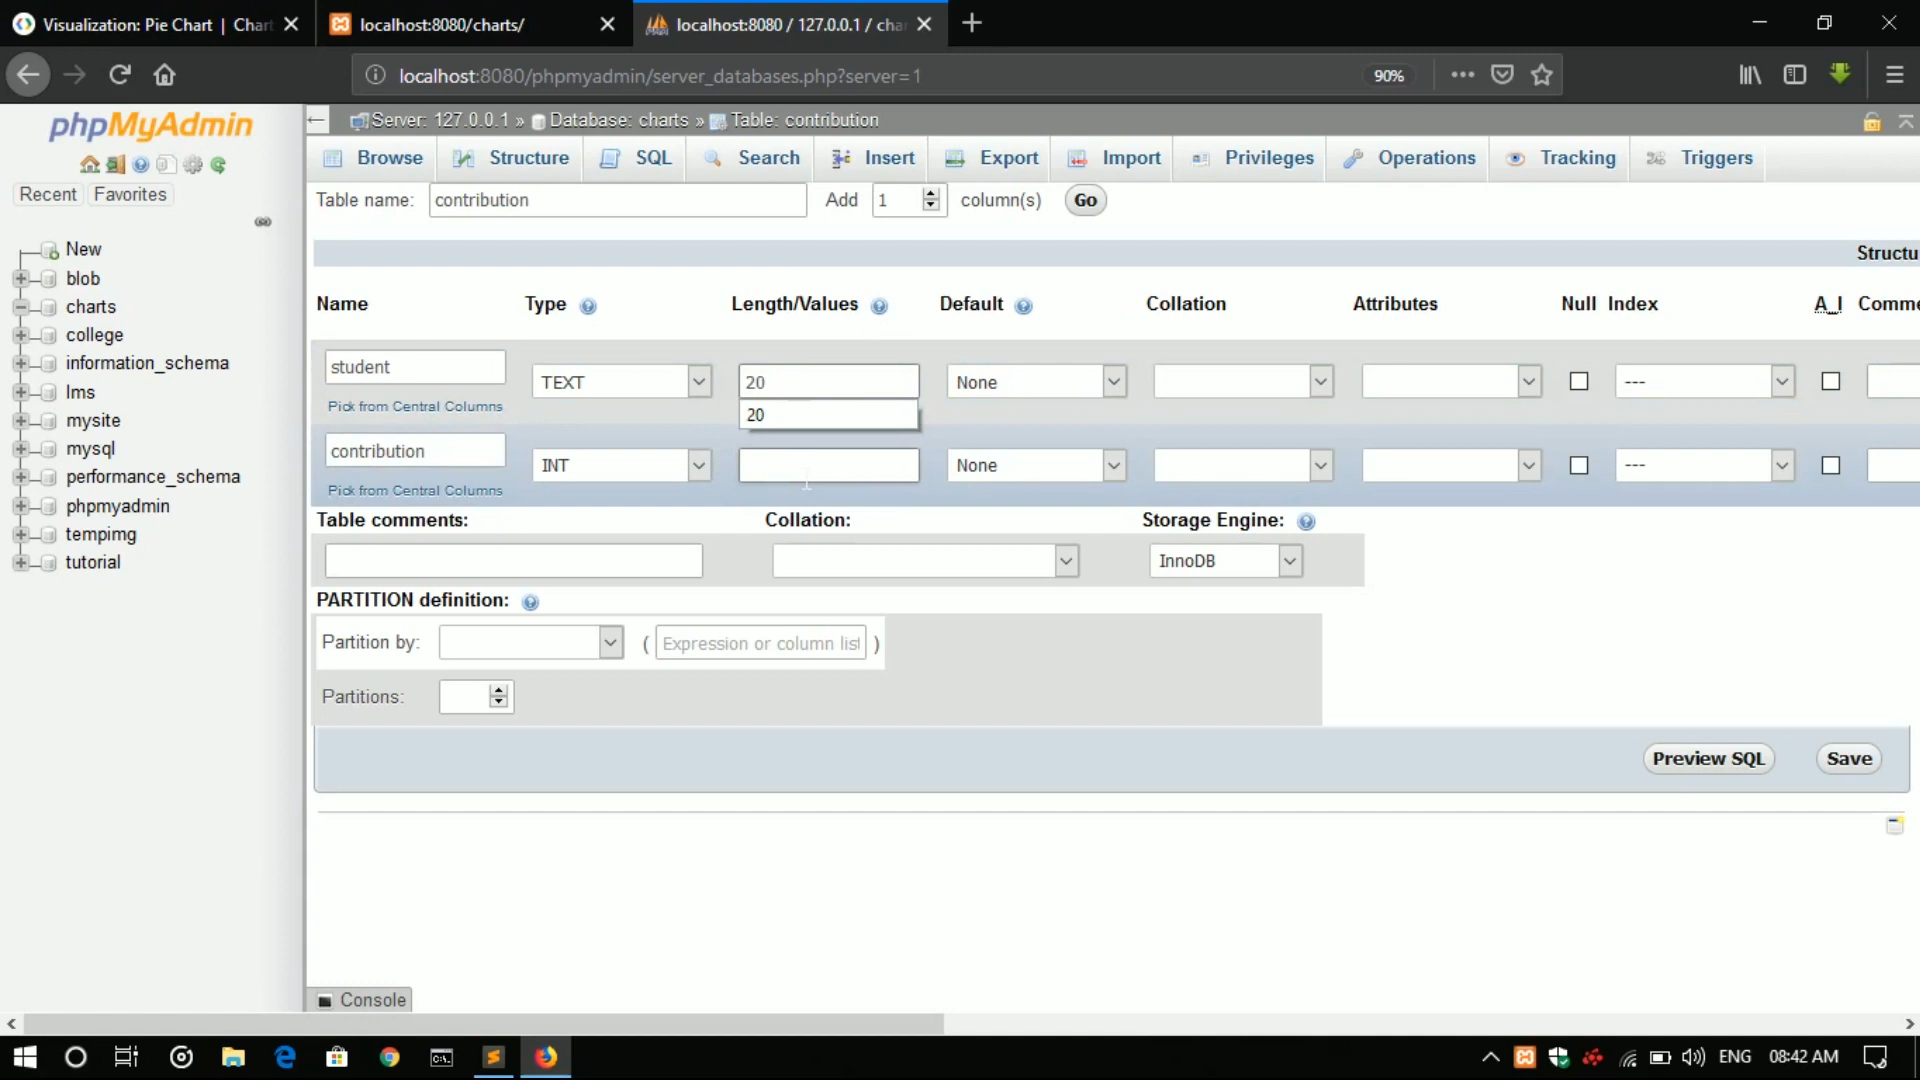 Visualization: Pie Chart | Chart
localhost:8080/charts/
localhost:8080 / 127.0.0.1 / cha
localhost:8080/phpmyadmin/server_databases.php?server=1
90%
phpMyAdmin
Recent
Favorites
New
blob
charts
college
information_schema
lms
mysite
mysql
performance_schema
phpmyadmin
tempimg
tutorial
Server: 127.0.0.1 » Database: charts » Table: contribution
Browse
Structure
SQL
Search
Insert
Export
Import
Privileges
Operations
Tracking
Triggers
Table name: contribution Add 1 column(s) Go
Structu
Name Type Length/Values Default Collation Attributes Null Index A_I Comme
student TEXT 20 None ---
Pick from Central Columns
20
contribution INT None ---
Pick from Central Columns
Table comments: Collation: Storage Engine:
InnoDB
PARTITION definition:
Partition by: ( Expression or column list )
Partitions:
Preview SQL Save
Console
ENG 08:42 AM